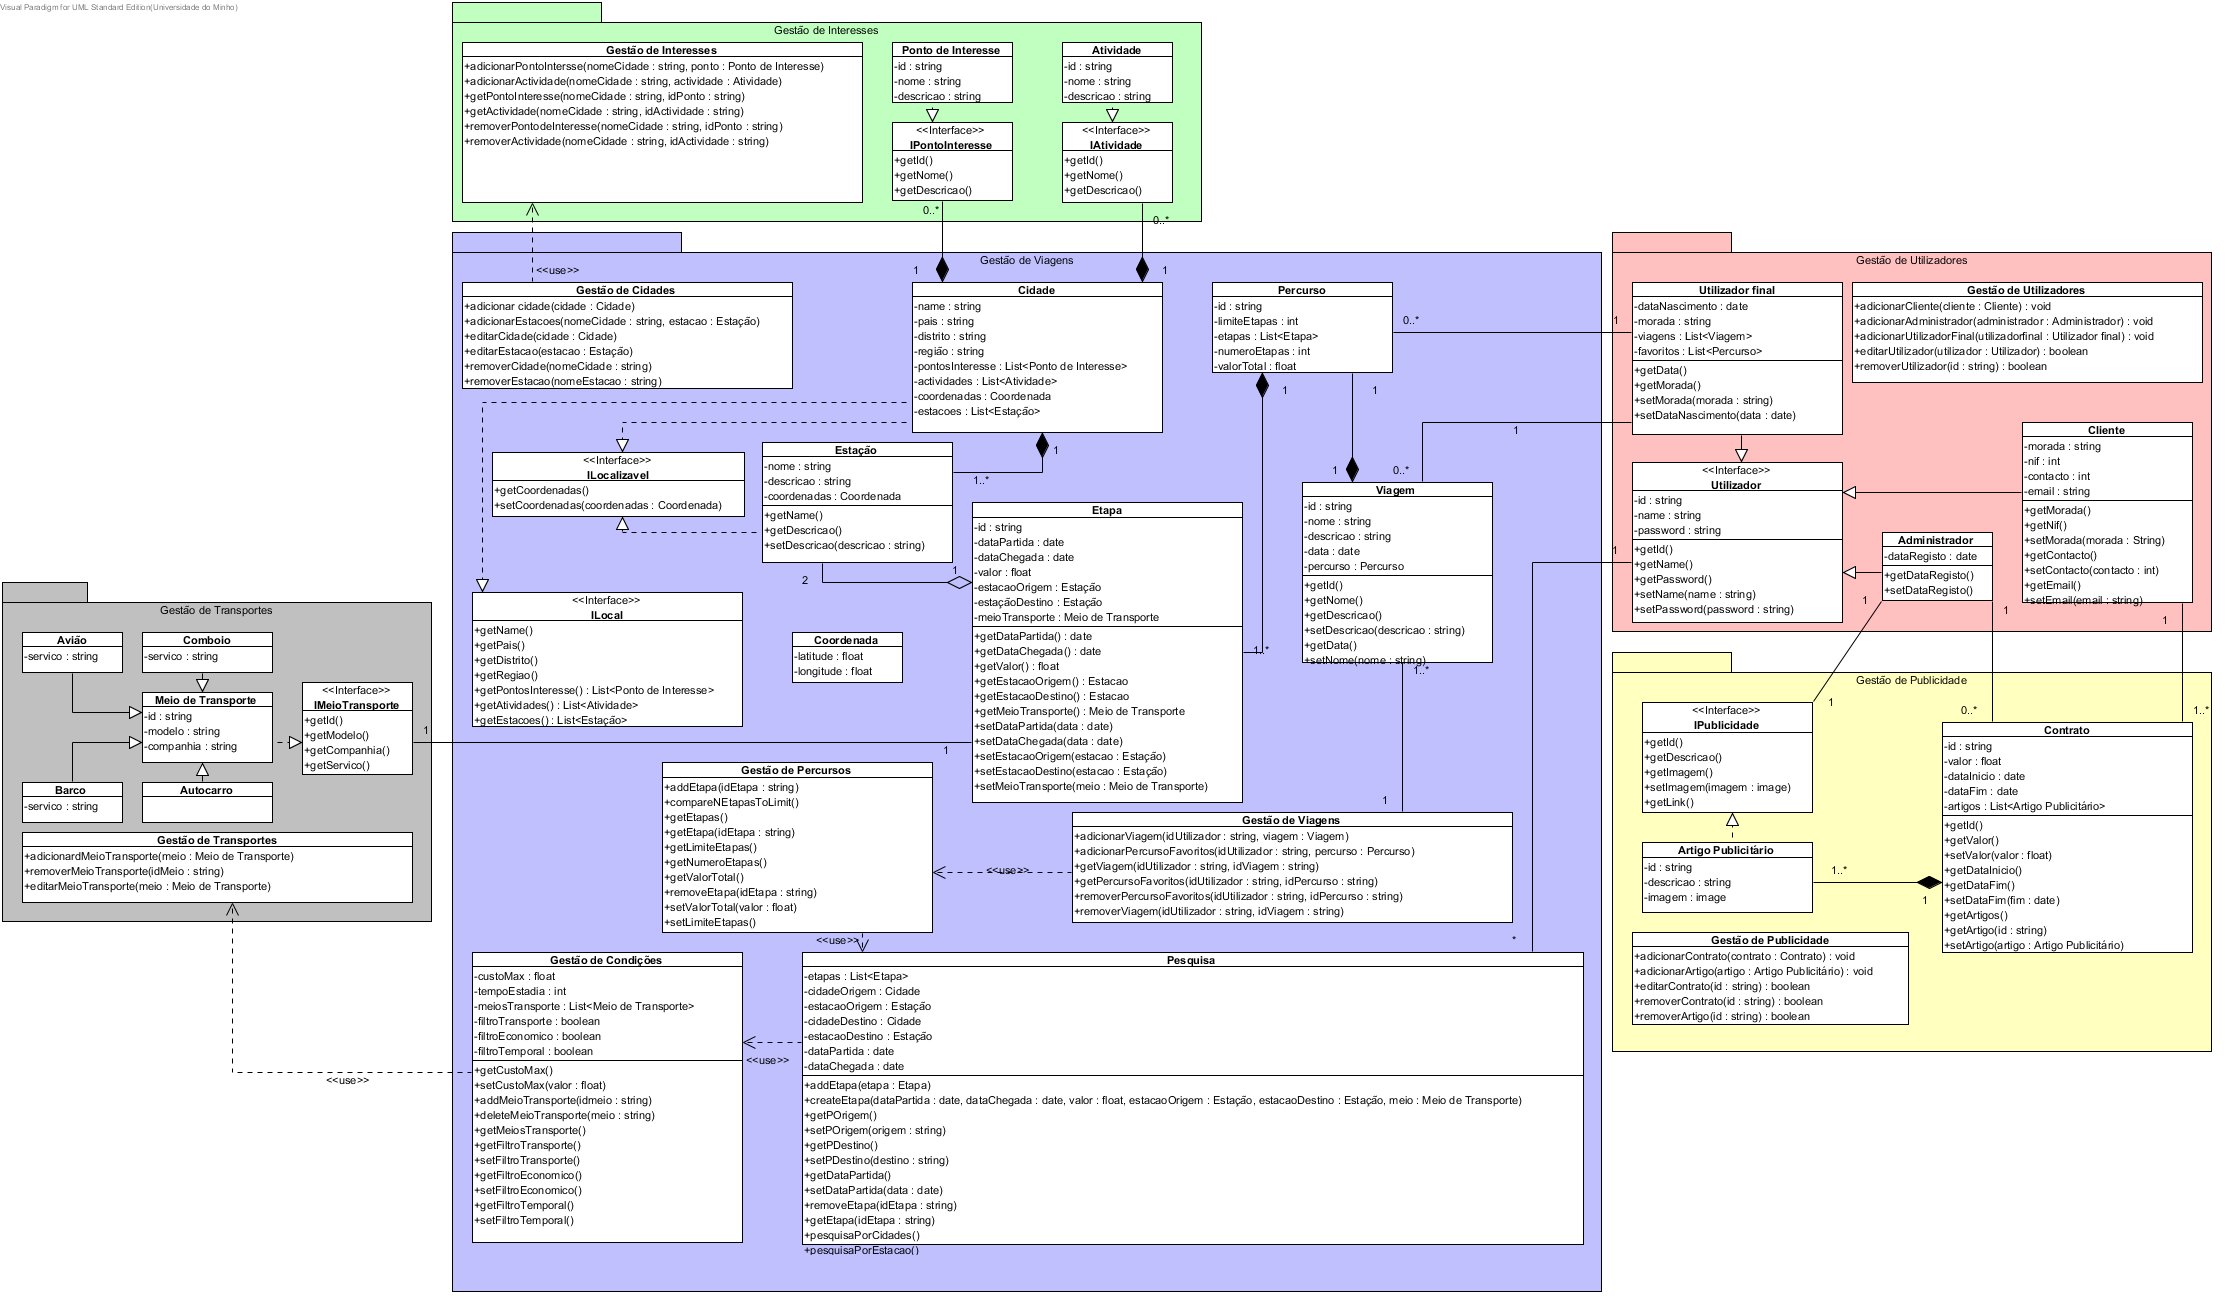 Visual Paradigm for UML Standard Edition(Universidade do Minho)
Gestão de Interesses
Gestão de Interesses
+adicionarPontoIntersse(nomeCidade : string, ponto : Ponto de Interesse)
+adicionarActividade(nomeCidade : string, actividade : Atividade)
+getPontoInteresse(nomeCidade : string, idPonto : string)
+getActividade(nomeCidade : string, idActividade : string)
+removerPontodeInteresse(nomeCidade : string, idPonto : string)
+removerActividade(nomeCidade : string, idActividade : string)
Ponto de Interesse
-id : string
-nome : string
-descricao : string
Atividade
-id : string
-nome : string
-descricao : string
<<Interface>>
IPontoInteresse
+getId()
+getNome()
+getDescricao()
<<Interface>>
IAtividade
+getId()
+getNome()
+getDescricao()
0..*
0..*
<<use>>
1
1
Gestão de Viagens
Gestão de Cidades
+adicionar cidade(cidade : Cidade)
+adicionarEstacoes(nomeCidade : string, estacao : Estação)
+editarCidade(cidade : Cidade)
+editarEstacao(estacao : Estação)
+removerCidade(nomeCidade : string)
+removerEstacao(nomeEstacao : string)
Cidade
-name : string
-pais : string
-distrito : string
-região : string
-pontosInteresse : List<Ponto de Interesse>
-actividades : List<Atividade>
-coordenadas : Coordenada
-estacoes : List<Estação>
Percurso
-id : string
-limiteEtapas : int
-etapas : List<Etapa>
-numeroEtapas : int
-valorTotal : float
0..*
1
1
1
1
1
0..*
1
1..*
<<Interface>>
ILocalizavel
+getCoordenadas()
+setCoordenadas(coordenadas : Coordenada)
Estação
-nome : string
-descricao : string
-coordenadas : Coordenada
+getName()
+getDescricao()
+setDescricao(descricao : string)
2
1
Etapa
-id : string
-dataPartida : date
-dataChegada : date
-valor : float
-estacaoOrigem : Estação
-estaçãoDestino : Estação
-meioTransporte : Meio de Transporte
+getDataPartida() : date
+getDataChegada() : date
+getValor() : float
+getEstacaoOrigem() : Estacao
+getEstacaoDestino() : Estacao
+getMeioTransporte() : Meio de Transporte
+setDataPartida(data : date)
+setDataChegada(data : date)
+setEstacaoOrigem(estacao : Estação)
+setEstacaoDestino(estacao : Estação)
+setMeioTransporte(meio : Meio de Transporte)
1..*
Viagem
-id : string
-nome : string
-descricao : string
-data : date
-percurso : Percurso
+getId()
+getNome()
+getDescricao()
+setDescricao(descricao : string)
+getData()
+setNome(nome : string)
1..*
1
<<Interface>>
ILocal
+getName()
+getPais()
+getDistrito()
+getRegiao()
+getPontosInteresse() : List<Ponto de Interesse>
+getAtividades() : List<Atividade>
+getEstacoes() : List<Estação>
Coordenada
-latitude : float
-longitude : float
1
1
Gestão de Percursos
+addEtapa(idEtapa : string)
+compareNEtapasToLimit()
+getEtapas()
+getEtapa(idEtapa : string)
+getLimiteEtapas()
+getNumeroEtapas()
+getValorTotal()
+removeEtapa(idEtapa : string)
+setValorTotal(valor : float)
+setLimiteEtapas()
<<use>>
Gestão de Viagens
+adicionarViagem(idUtilizador : string, viagem : Viagem)
+adicionarPercursoFavoritos(idUtilizador : string, percurso : Percurso)
+getViagem(idUtilizador : string, idViagem : string)
+getPercursoFavoritos(idUtilizador : string, idPercurso : string)
+removerPercursoFavoritos(idUtilizador : string, idPercurso : string)
+removerViagem(idUtilizador : string, idViagem : string)
<<use>>
*
Gestão de Condições
-custoMax : float
-tempoEstadia : int
-meiosTransporte : List<Meio de Transporte>
-filtroTransporte : boolean
-filtroEconomico : boolean
-filtroTemporal : boolean
+getCustoMax()
+setCustoMax(valor : float)
+addMeioTransporte(idmeio : string)
+deleteMeioTransporte(meio : string)
+getMeiosTransporte()
+getFiltroTransporte()
+setFiltroTransporte()
+getFiltroEconomico()
+setFiltroEconomico()
+getFiltroTemporal()
+setFiltroTemporal()
<<use>>
Pesquisa
-etapas : List<Etapa>
-cidadeOrigem : Cidade
-estacaoOrigem : Estação
-cidadeDestino : Cidade
-estacaoDestino : Estação
-dataPartida : date
-dataChegada : date
+addEtapa(etapa : Etapa)
+createEtapa(dataPartida : date, dataChegada : date, valor : float, estacaoOrigem : Estação, estacaoDestino : Estação, meio : Meio de Transporte)
+getPOrigem()
+setPOrigem(origem : string)
+getPDestino()
+setPDestino(destino : string)
+getDataPartida()
+setDataPartida(data : date)
+removeEtapa(idEtapa : string)
+getEtapa(idEtapa : string)
+pesquisaPorCidades()
+pesquisaPorEstacao()
Gestão de Transportes
Avião
-servico : string
Comboio
-servico : string
Meio de Transporte
-id : string
-modelo : string
-companhia : string
<<Interface>>
IMeioTransporte
+getId()
+getModelo()
+getCompanhia()
+getServico()
Barco
-servico : string
Autocarro
Gestão de Transportes
+adicionardMeioTransporte(meio : Meio de Transporte)
+removerMeioTransporte(idMeio : string)
+editarMeioTransporte(meio : Meio de Transporte)
<<use>>
Gestão de Utilizadores
Utilizador final
-dataNascimento : date
-morada : string
-viagens : List<Viagem>
-favoritos : List<Percurso>
+getData()
+getMorada()
+setMorada(morada : string)
+setDataNascimento(data : date)
Gestão de Utilizadores
+adicionarCliente(cliente : Cliente) : void
+adicionarAdministrador(administrador : Administrador) : void
+adicionarUtilizadorFinal(utilizadorfinal : Utilizador final) : void
+editarUtilizador(utilizador : Utilizador) : boolean
+removerUtilizador(id : string) : boolean
<<Interface>>
Utilizador
-id : string
-name : string
-password : string
+getId()
+getName()
+getPassword()
+setName(name : string)
+setPassword(password : string)
1
Administrador
-dataRegisto : date
+getDataRegisto()
+setDataRegisto()
Cliente
-morada : string
-nif : int
-contacto : int
-email : string
+getMorada()
+getNif()
+setMorada(morada : String)
+getContacto()
+setContacto(contacto : int)
+getEmail()
+setEmail(email : string)
1
1
1
Gestão de Publicidade
1
0..*
1..*
<<Interface>>
IPublicidade
+getId()
+getDescricao()
+getImagem()
+setImagem(imagem : image)
+getLink()
Artigo Publicitário
-id : string
-descricao : string
-imagem : image
1..*
1
Contrato
-id : string
-valor : float
-dataInicio : date
-dataFim : date
-artigos : List<Artigo Publicitário>
+getId()
+getValor()
+setValor(valor : float)
+getDataInicio()
+getDataFim()
+setDataFim(fim : date)
+getArtigos()
+getArtigo(id : string)
+setArtigo(artigo : Artigo Publicitário)
Gestão de Publicidade
+adicionarContrato(contrato : Contrato) : void
+adicionarArtigo(artigo : Artigo Publicitário) : void
+editarContrato(id : string) : boolean
+removerContrato(id : string) : boolean
+removerArtigo(id : string) : boolean